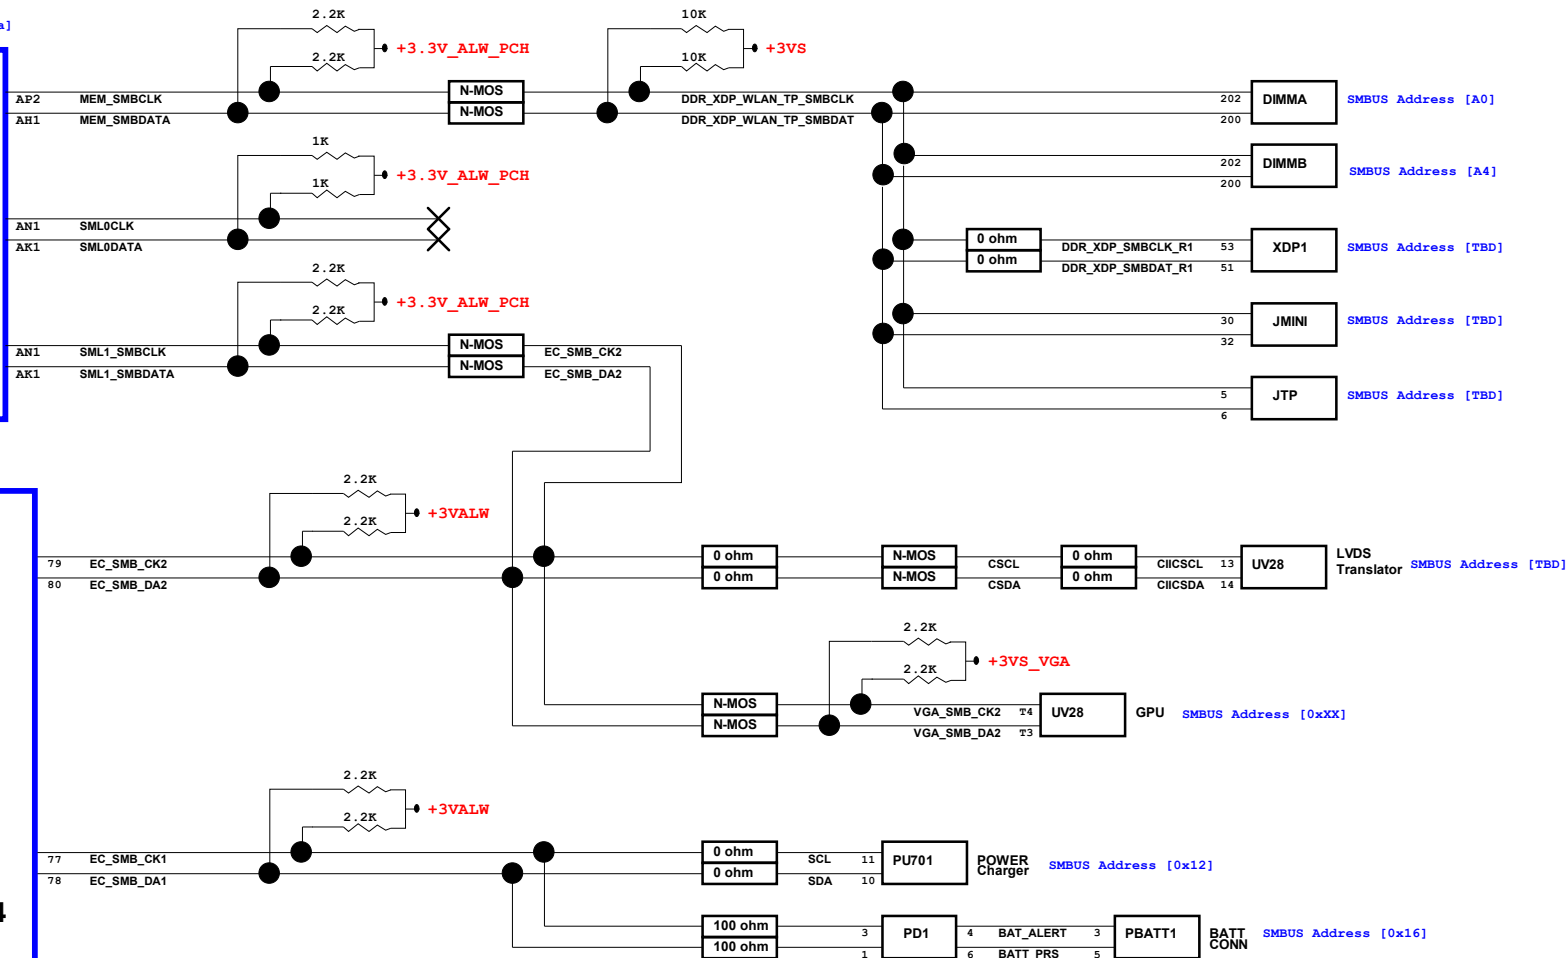 a]
2.2K
2.2K
+3.3V_ALW_PCH
10K
10K
+3VS
AP2 MEM_SMBCLK N-MOS DDR_XDP_WLAN_TP_SMBCLK 202 DIMMA SMBUS Address [A0]
AH1 MEM_SMBDATA N-MOS DDR_XDP_WLAN_TP_SMBDAT 200
1K
1K
+3.3V_ALW_PCH
202 DIMMB SMBUS Address [A4]
200
AN1 SML0CLK
AK1 SML0DATA
0 ohm DDR_XDP_SMBCLK_R1 53 XDP1 SMBUS Address [TBD]
0 ohm DDR_XDP_SMBDAT_R1 51
2.2K
2.2K
+3.3V_ALW_PCH
30 JMINI SMBUS Address [TBD]
32
AN1 SML1_SMBCLK N-MOS EC_SMB_CK2
AK1 SML1_SMBDATA N-MOS EC_SMB_DA2
5 JTP SMBUS Address [TBD]
6
2.2K
2.2K
+3VALW
79 EC_SMB_CK2 0 ohm N-MOS CSCL 0 ohm CIICSCL 13 UV28 LVDS Translator SMBUS Address [TBD]
80 EC_SMB_DA2 0 ohm N-MOS CSDA 0 ohm CIICSDA 14
2.2K
2.2K
+3VS_VGA
N-MOS VGA_SMB_CK2 T4 UV28 GPU SMBUS Address [0xXX]
N-MOS VGA_SMB_DA2 T3
2.2K
2.2K
+3VALW
77 EC_SMB_CK1 0 ohm SCL 11 PU701 POWER Charger SMBUS Address [0x12]
78 EC_SMB_DA1 0 ohm SDA 10
100 ohm 3 PD1 4 BAT_ALERT 3 PBATT1 BATT CONN SMBUS Address [0x16]
100 ohm 1 6 BATT_PRS 5